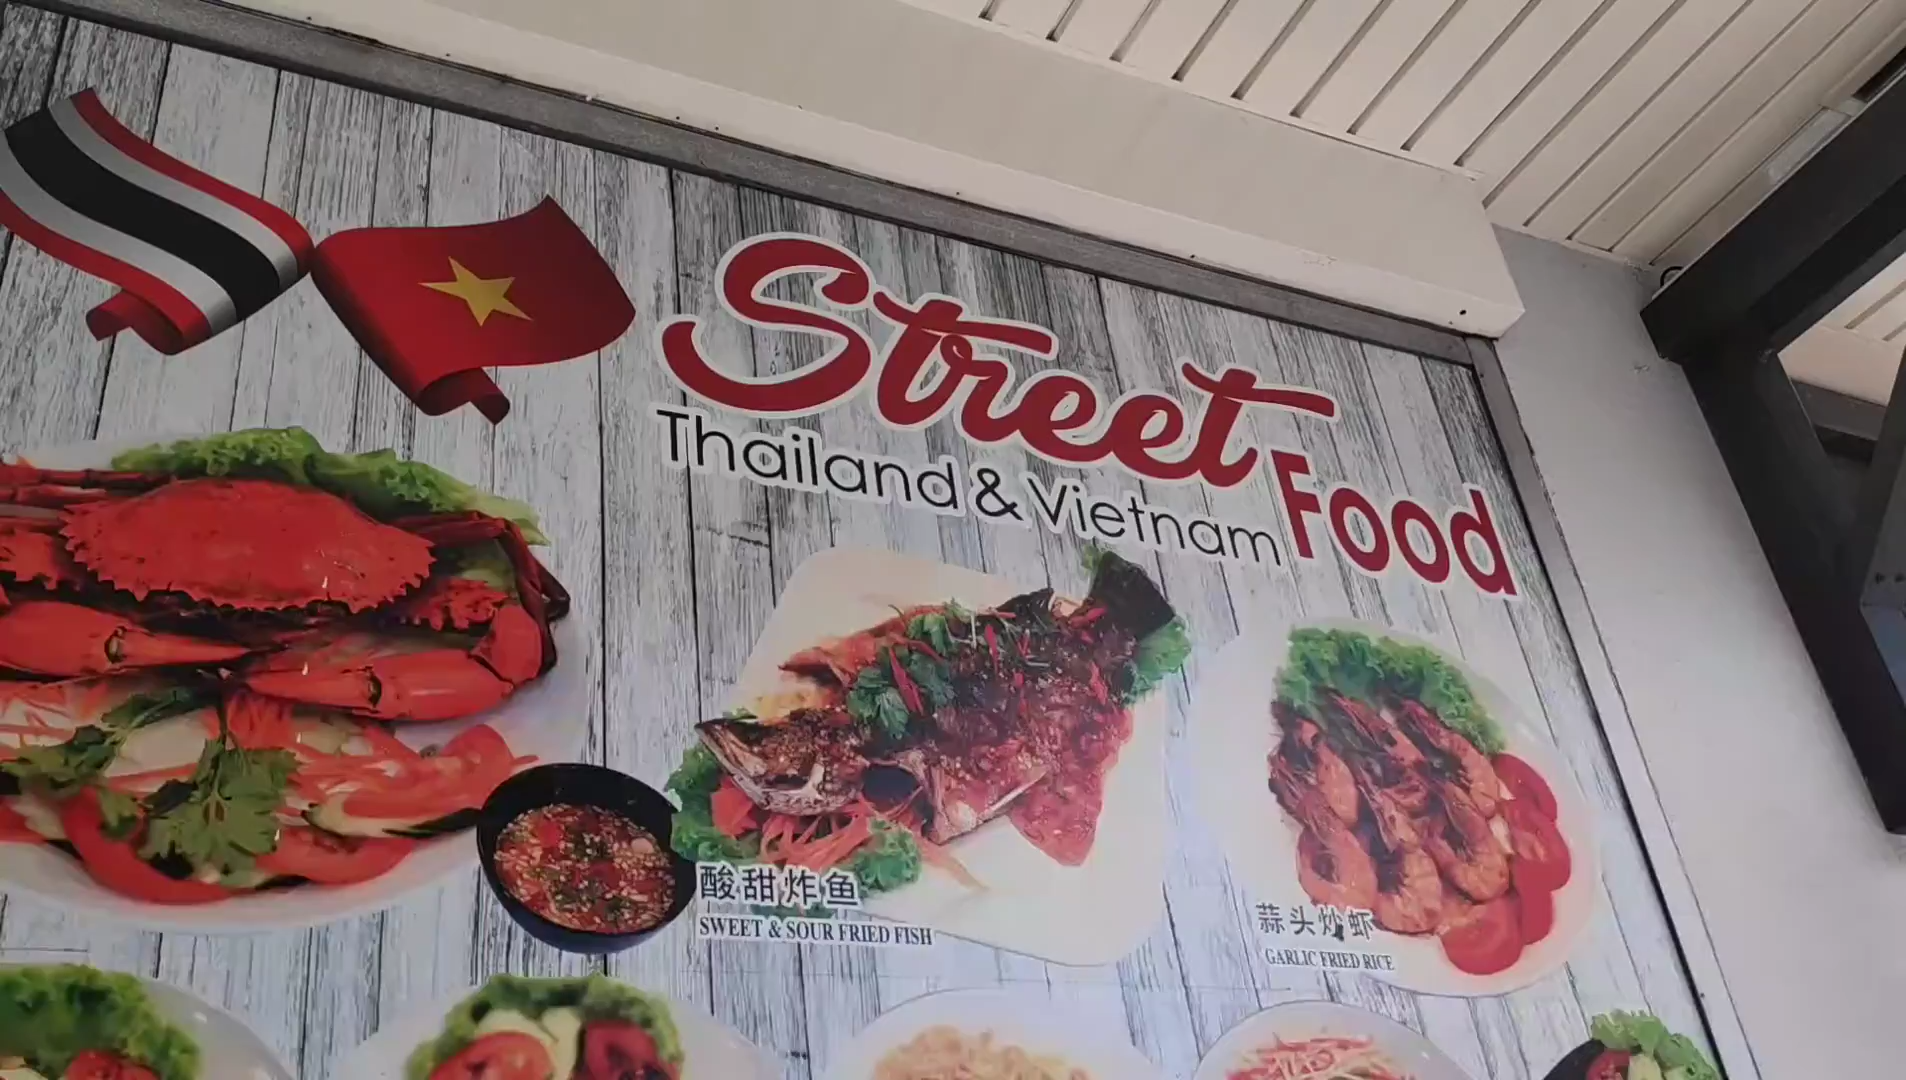 Street Food
Thailand & Vietnam
酸甜炸鱼
SWEET & SOUR FRIED FISH
蒜头炒虾
GARLIC FRIED RICE